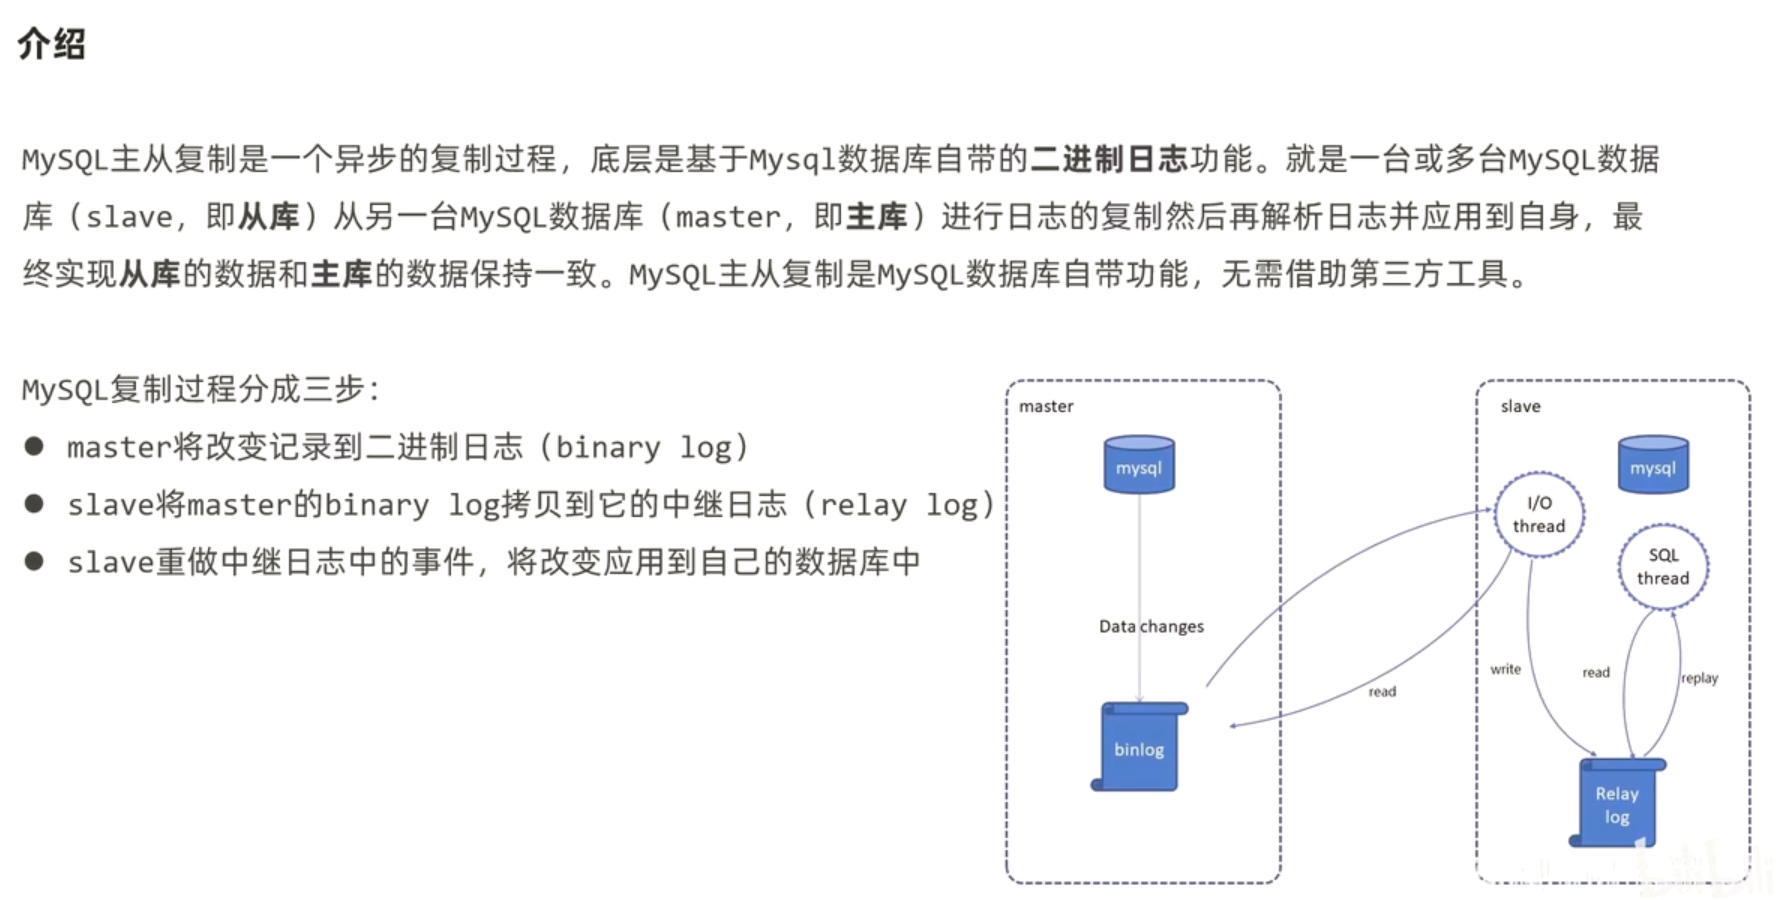 介绍
MySQL主从复制是一个异步的复制过程，底层是基于Mysql数据库自带的二进制日志功能。就是一台或多台MySQL数据
库（slave，即从库）从另一台MySQL数据库（master，即主库）进行日志的复制然后再解析日志并应用到自身，最
终实现从库的数据和主库的数据保持一致。MySQL主从复制是MySQL数据库自带功能，无需借助第三方工具。
MySQL复制过程分成三步：
● master将改变记录到二进制日志（binary log）
● slave将master的binary log拷贝到它的中继日志（relay log）
● slave重做中继日志中的事件，将改变应用到自己的数据库中
master
mysql
Data changes
binlog
read
slave
mysql
I/O
thread
SQL
thread
write
read
replay
Relay
log
bilibili